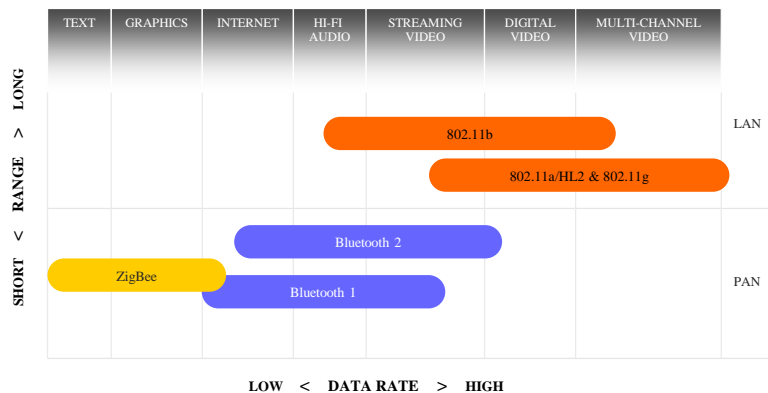 TEXT
GRAPHICS
INTERNET
HI-FI
AUDIO
STREAMING
VIDEO
DIGITAL
VIDEO
MULTI-CHANNEL
VIDEO
SHORT < RANGE > LONG
802.11b
LAN
802.11a/HL2 & 802.11g
Bluetooth 2
ZigBee
Bluetooth 1
PAN
LOW < DATA RATE > HIGH